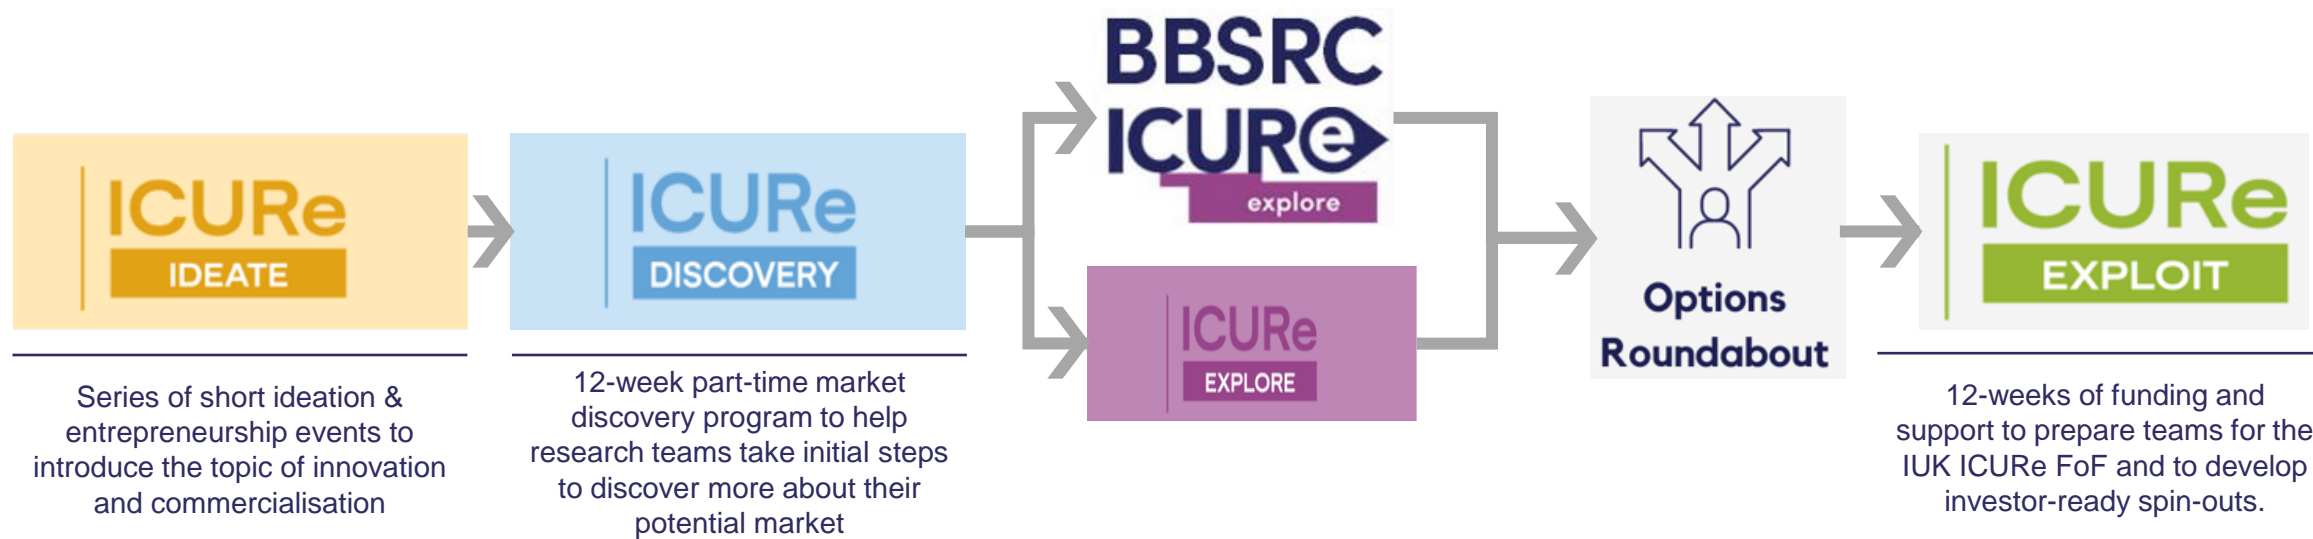 ICURe
IDEATE
Series of short ideation &
entrepreneurship events to
introduce the topic of innovation
and commercialisation
ICURe
DISCOVERY
12-week part-time market
discovery program to help
research teams take initial steps
to discover more about their
potential market
BBSRC
ICURe
explore
ICURe
EXPLORE
Options
Roundabout
ICURe
EXPLOIT
12-weeks of funding and
support to prepare teams for the
IUK ICURe FoF and to develop
investor-ready spin-outs.